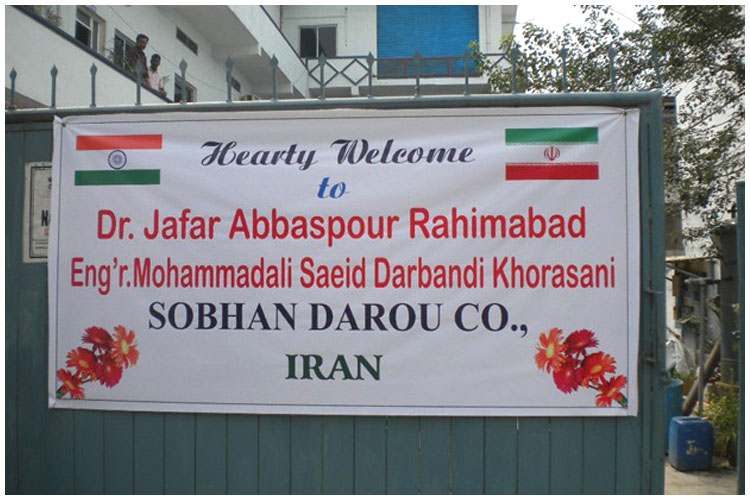 Hearty Welcome
to
Dr. Jafar Abbaspour Rahimabad
Eng'r.Mohammadali Saeid Darbandi Khorasani
SOBHAN DAROU CO.,
IRAN